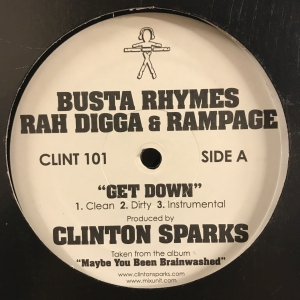 BUSTA RHYMES
RAH DIGGA & RAMPAGE
CLINT 101 SIDE A
"GET DOWN"
1. Clean 2. Dirty 3. Instrumental
Produced by
CLINTON SPARKS
Taken from the album
"Maybe You Been Brainwashed"
www.clintonsparks.com
www.mixunit.com